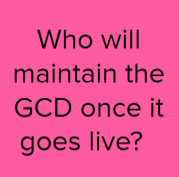 Who will
maintain the
GCD once it
goes live?